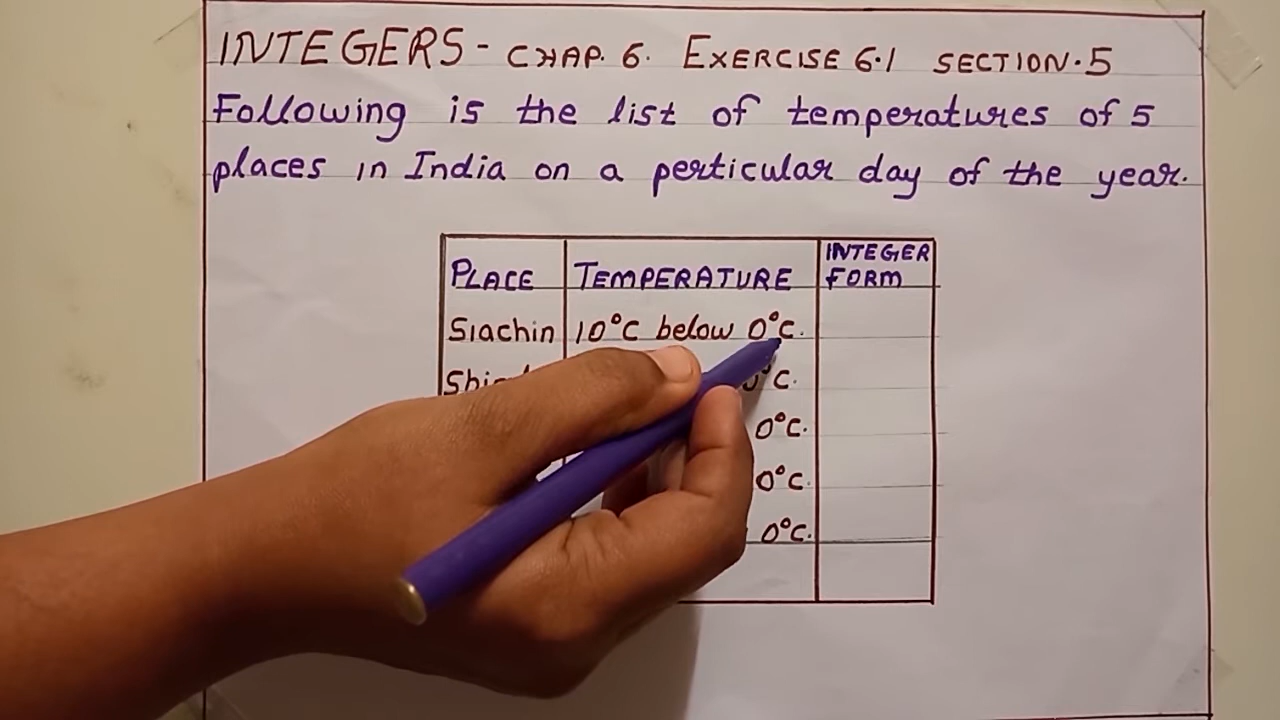 INTEGERS - CHAP. 6. EXERCISE 6.1 SECTION.5
Following is the list of temperatures of 5
places in India on a perticular day of the year.
PLACE TEMPERATURE INTEGER FORM
Siachin 10°C below 0°C.
0°C.
0°C.
0°C.
0°C.